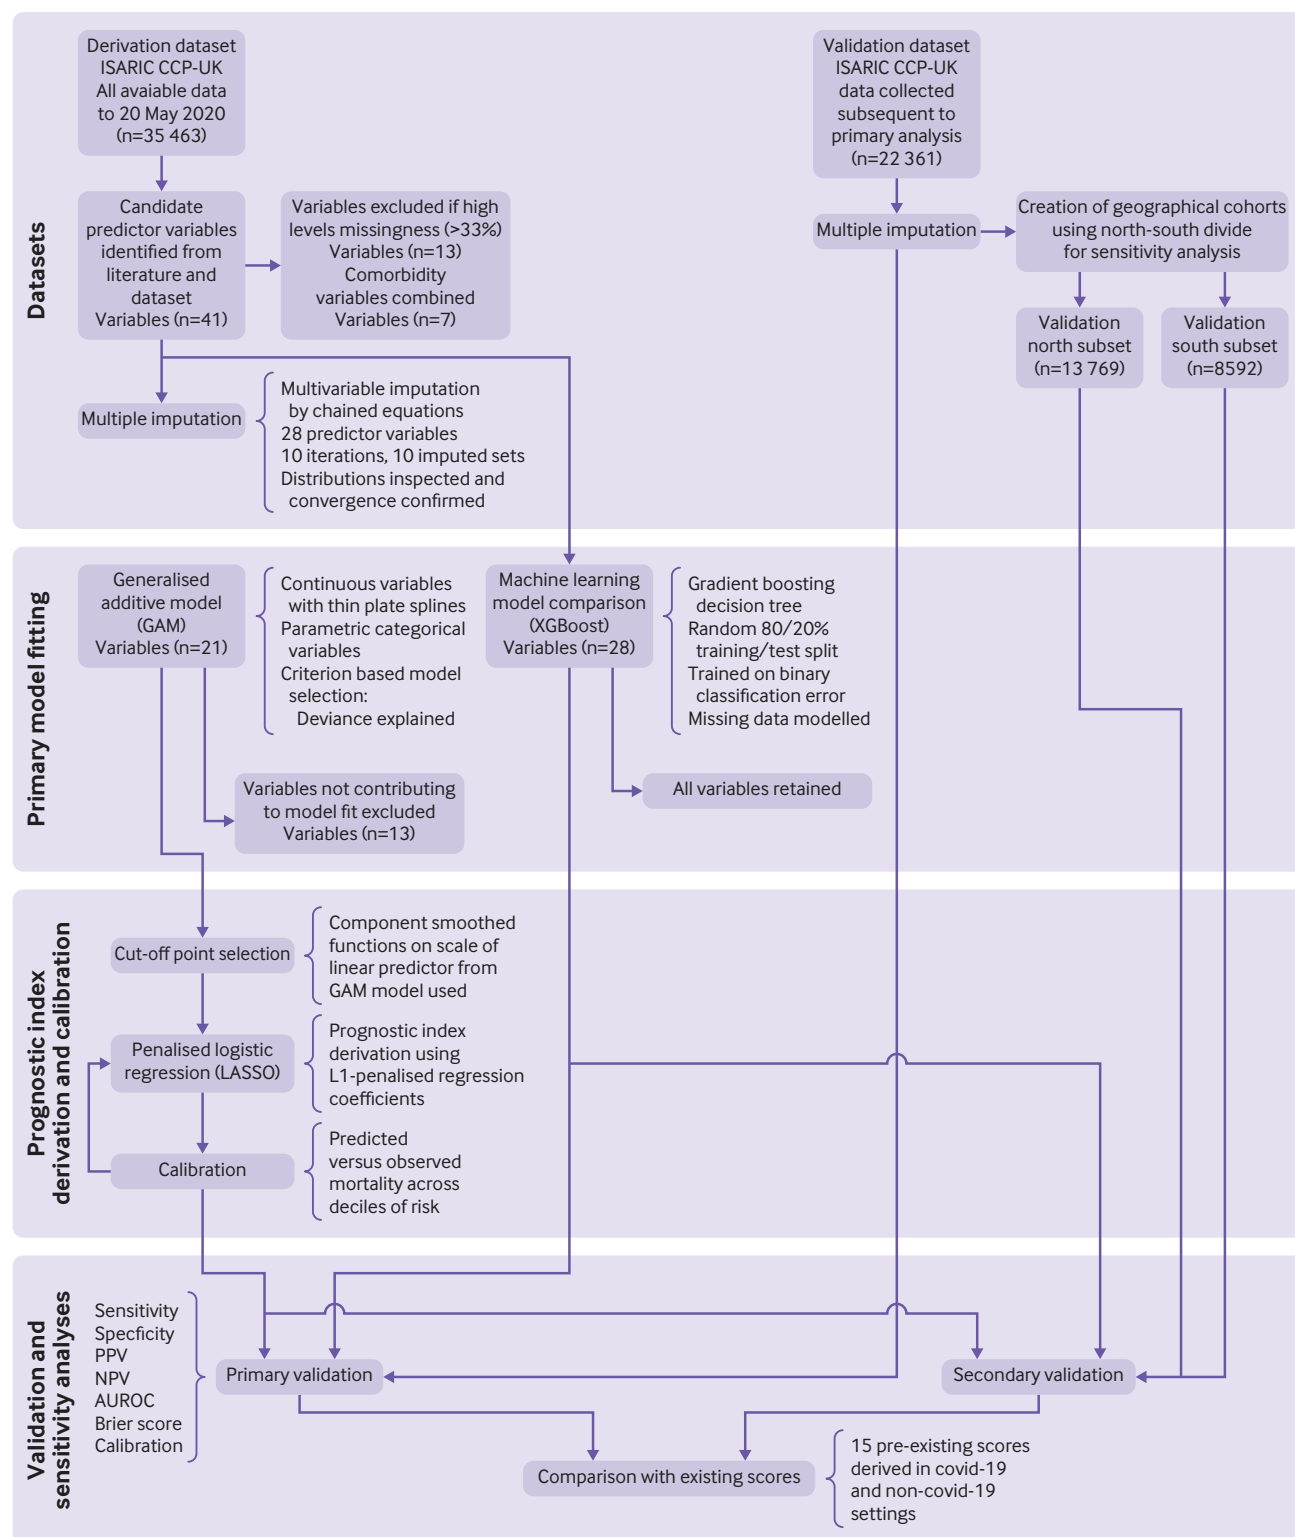 Datasets
Derivation dataset
ISARIC CCP-UK
All avaiable data
to 20 May 2020
(n=35 463)
Validation dataset
ISARIC CCP-UK
data collected
subsequent to
primary analysis
(n=22 361)
Candidate
predictor variables
identified from
literature and
dataset
Variables (n=41)
Variables excluded if high
levels missingness (>33%)
Variables (n=13)
Comorbidity
variables combined
Variables (n=7)
Multiple imputation
Creation of geographical cohorts
using north-south divide
for sensitivity analysis
Validation
north subset
(n=13 769)
Validation
south subset
(n=8592)
Multiple imputation
Multivariable imputation
by chained equations
28 predictor variables
10 iterations, 10 imputed sets
Distributions inspected and
convergence confirmed
Primary model fitting
Generalised
additive model
(GAM)
Variables (n=21)
Continuous variables
with thin plate splines
Parametric categorical
variables
Criterion based model
selection:
Deviance explained
Machine learning
model comparison
(XGBoost)
Variables (n=28)
Gradient boosting
decision tree
Random 80/20%
training/test split
Trained on binary
classification error
Missing data modelled
Variables not contributing
to model fit excluded
Variables (n=13)
All variables retained
Prognostic index
derivation and calibration
Cut-off point selection
Component smoothed
functions on scale of
linear predictor from
GAM model used
Penalised logistic
regression (LASSO)
Prognostic index
derivation using
L1-penalised regression
coefficients
Calibration
Predicted
versus observed
mortality across
deciles of risk
Validation and
sensitivity analyses
Sensitivity
Specficity
PPV
NPV
AUROC
Brier score
Calibration
Primary validation
Secondary validation
Comparison with existing scores
15 pre-existing scores
derived in covid-19
and non-covid-19
settings